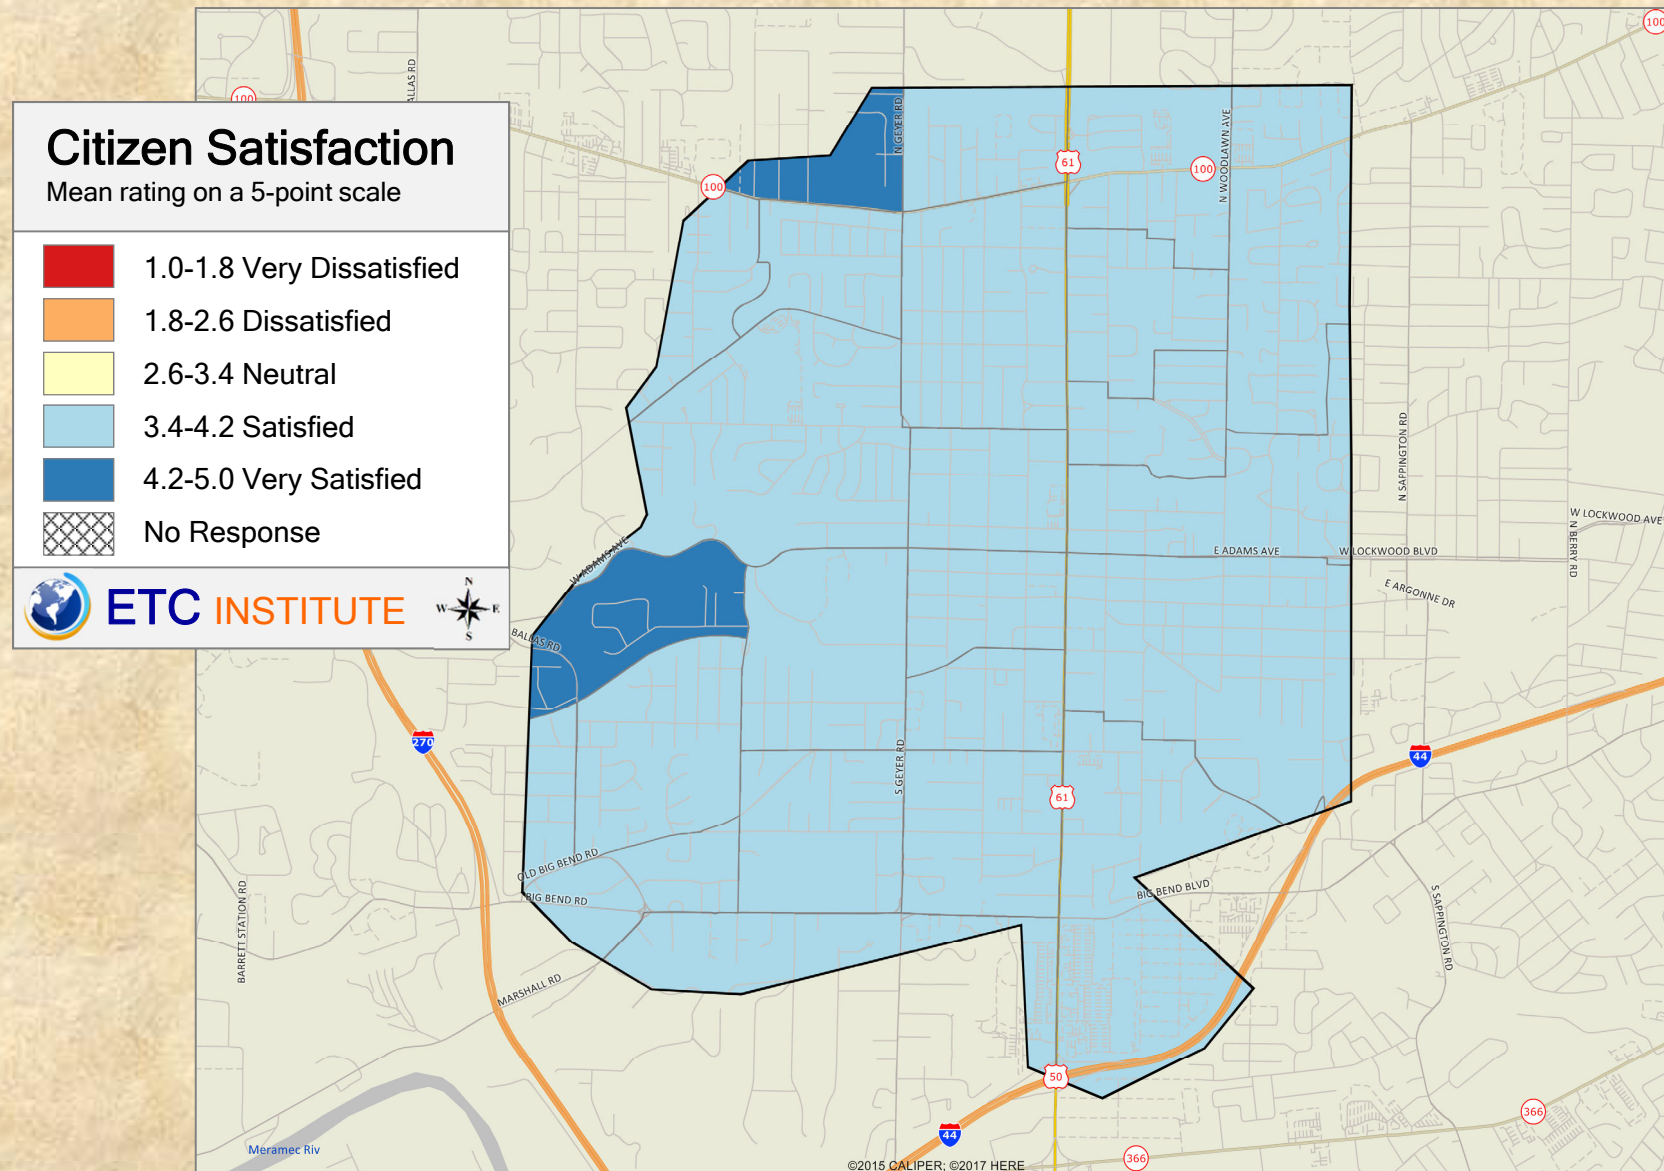 Citizen Satisfaction
Mean rating on a 5-point scale
1.0-1.8 Very Dissatisfied
1.8-2.6 Dissatisfied
2.6-3.4 Neutral
3.4-4.2 Satisfied
4.2-5.0 Very Satisfied
No Response
ETC INSTITUTE
N
W E
S
100
ALLAS RD
100
N GEYER RD
61
100
N WOODLAWN AVE
100
N SAPPINGTON RD
W LOCKWOOD AVE
N BERRY RD
E ADAMS AVE
W LOCKWOOD BLVD
E ARGONNE DR
W ADAMS AVE
BALLAS RD
270
S GEYER RD
61
44
OLD BIG BEND RD
BIG BEND RD
BIG BEND BLVD
BARRETT STATION RD
S SAPPINGTON RD
MARSHALL RD
50
44
366
366
Meramec Riv
©2015 CALIPER; ©2017 HERE